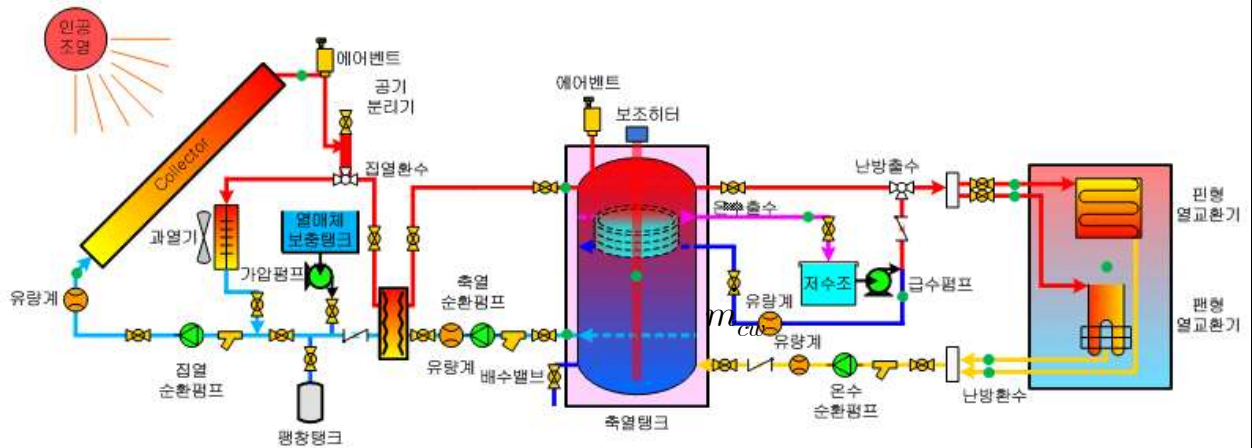 인공
조명
에어벤트
공기
분리기
Collector
집열환수
과열기
열매체
보충탱크
가압펌프
유량계
집열
순환펌프
팽창탱크
축열
순환펌프
유량계
에어벤트
보조히터
배수밸브
축열탱크
출수
난방출수
저수조
급수펌프
유량계
m_cw
유량계
온수
순환펌프
난방환수
핀형
열교환기
팬형
열교환기